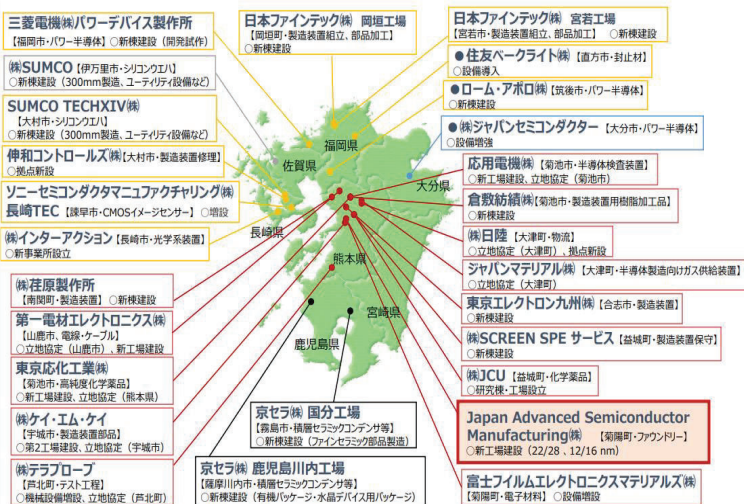 三菱電機㈱パワーデバイス製作所
【福岡市・パワー半導体】○新棟建設（開発試作）
㈱SUMCO【伊万里市・シリコンウエハ】
○新棟建設（300mm製造、ユーティリティ設備など）
SUMCO TECHXIV㈱
【大村市・シリコンウエハ】
○新棟建設（300mm製造、ユーティリティ設備など）
伸和コントロールズ㈱【大村市・製造装置修理】
○拠点新設
ソニーセミコンダクタマニュファクチャリング㈱
長崎TEC【諫早市・CMOSイメージセンサー】○増設
㈱インターアクション【長崎市・光学系装置】
○新事業所設立
㈱荏原製作所
【南関町・製造装置】○新棟建設
第一電材エレクトロニクス㈱
【山鹿市、電線・ケーブル】
○立地協定（山鹿市）、新工場建設
東京応化工業㈱
【菊池市・高純度化学薬品】
○新工場建設、立地協定（熊本県）
㈱ケイ・エム・ケイ
【宇城市・製造装置部品】
○第2工場建設、立地協定（宇城市）
㈱テラプローブ
【芦北町・テスト工程】
○機械設備増設、立地協定（芦北町）
日本ファインテック㈱ 岡垣工場
【岡垣町・製造装置組立、部品加工】
○新棟建設
福岡県
佐賀県
大分県
長崎県
熊本県
宮崎県
鹿児島県
京セラ㈱ 国分工場
【霧島市・積層セラミックコンデンサ等】
○新棟建設（ファインセラミック部品製造）
京セラ㈱ 鹿児島川内工場
【薩摩川内市・積層セラミックコンデンサ等】
○新棟建設（有機パッケージ・水晶デバイス用パッケージ）
日本ファインテック㈱ 宮若工場
【宮若市・製造装置組立、部品加工】 ○新棟建設
●住友ベークライト㈱【直方市・封止材】
○設備導入
●ローム・アポロ㈱【筑後市・パワー半導体】
○新棟建設
●㈱ジャパンセミコンダクター【大分市・パワー半導体】
○設備増強
応用電機㈱【菊池市・半導体検査装置】
○新工場建設、立地協定（菊池市）
倉敷紡績㈱【菊池市・製造装置用樹脂加工品】
○新棟建設
㈱日陸【大津町・物流】
○立地協定（大津町）、拠点新設
ジャパンマテリアル㈱【大津町・半導体製造向けガス供給装置】
○立地協定（大津町）
東京エレクトロン九州㈱【合志市・製造装置】
○新棟建設
㈱SCREEN SPE サービス【益城町・製造装置保守】
○新棟建設
㈱JCU【益城町・化学薬品】
○研究棟・工場設立
Japan Advanced Semiconductor
Manufacturing㈱ 【菊陽町・ファウンドリー】
○新工場建設（22/28 、12/16 nm）
富士フイルムエレクトロニクスマテリアルズ㈱
【菊陽町・電子材料】○設備増設